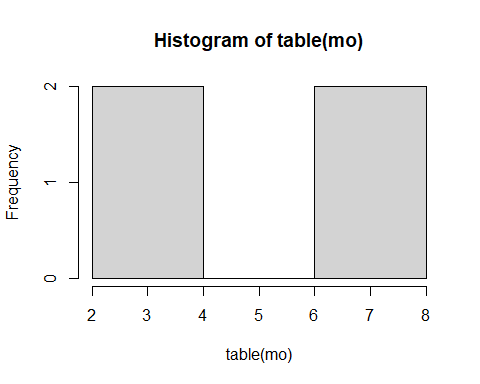 Histogram of table(mo)
Frequency
2
1
0
2 3 4 5 6 7 8
table(mo)